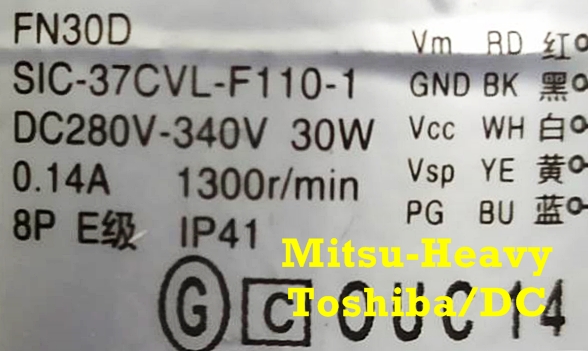 FN30D
SIC-37CVL-F110-1
DC280V-340V 30W
0.14A 1300r/min
8P E级 IP41
Vm RD 红
GND BK 黑
Vcc WH 白
Vsp YE 黄
PG BU 蓝
Mitsu-Heavy
Toshiba/DC
G C OUC14